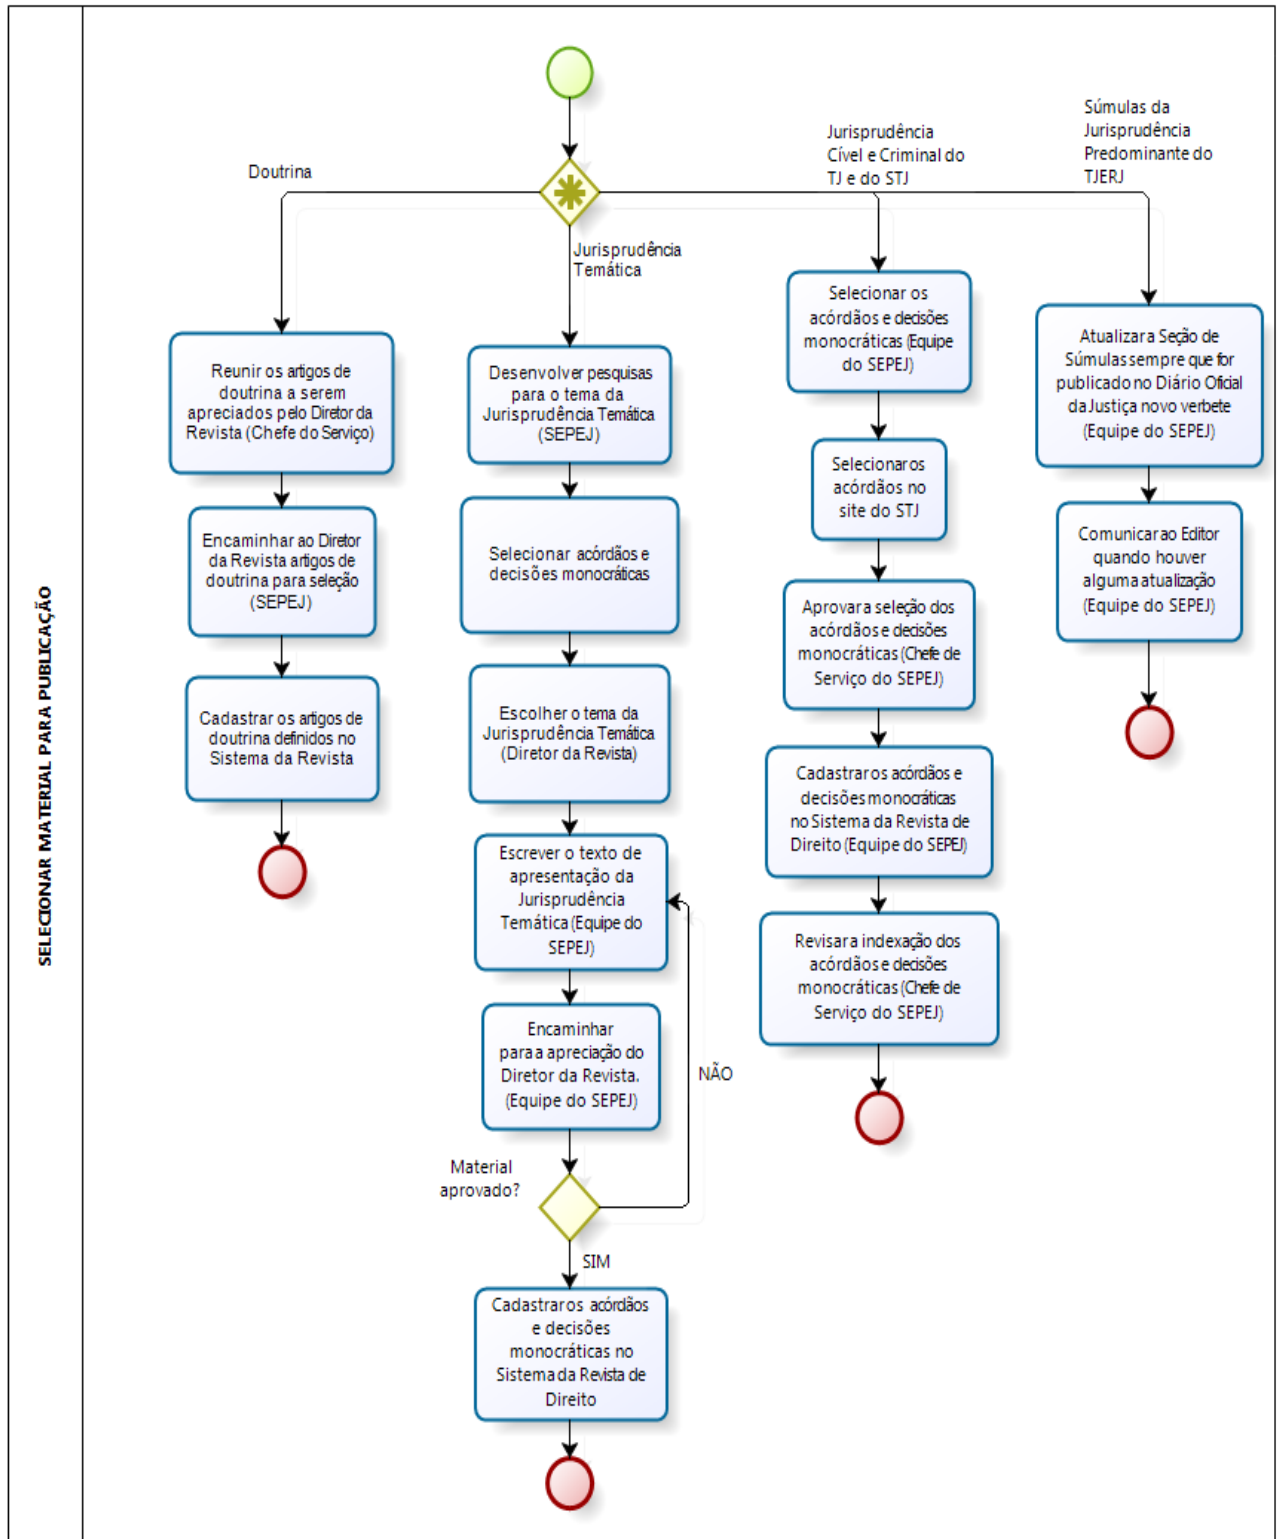 SELECIONAR MATERIAL PARA PUBLICAÇÃO
Doutrina
Reunir os artigos de
doutrina a serem
apreciados pelo Diretor da
Revista (Chefe do Serviço)
Encaminhar ao Diretor
da Revista artigos de
doutrina para seleção
(SEPEJ)
Cadastrar os artigos de
doutrina definidos no
Sistema da Revista
Jurisprudência
Temática
Desenvolver pesquisas
para o tema da
Jurisprudência Temática
(SEPEJ)
Selecionar acórdãos e
decisões monocráticas
Escolher o tema da
Jurisprudência Temática
(Diretor da Revista)
Escrever o texto de
apresentação da
Jurisprudência
Temática (Equipe do
SEPEJ)
Encaminhar
para a apreciação do
Diretor da Revista.
(Equipe do SEPEJ)
Material
aprovado?
NÃO
SIM
Cadastrar os acórdãos
e decisões
monocráticas no
Sistema da Revista de
Direito
Jurisprudência
Cível e Criminal do
TJ e do STJ
Selecionar os
acórdãos e decisões
monocráticas (Equipe
do SEPEJ)
Selecionar os
acórdãos no
site do STJ
Aprovar a seleção dos
acórdãos e decisões
monocráticas (Chefe de
Serviço do SEPEJ)
Cadastrar os acórdãos e
decisões monocráticas
no Sistema da Revista de
Direito (Equipe do SEPEJ)
Revisar a indexação dos
acórdãos e decisões
monocráticas (Chefe de
Serviço do SEPEJ)
Súmulas da
Jurisprudência
Predominante do
TJERJ
Atualizar a Seção de
Súmulas sempre que for
publicado no Diário Oficial
da Justiça novo verbete
(Equipe do SEPEJ)
Comunicar ao Editor
quando houver
alguma atualização
(Equipe do SEPEJ)